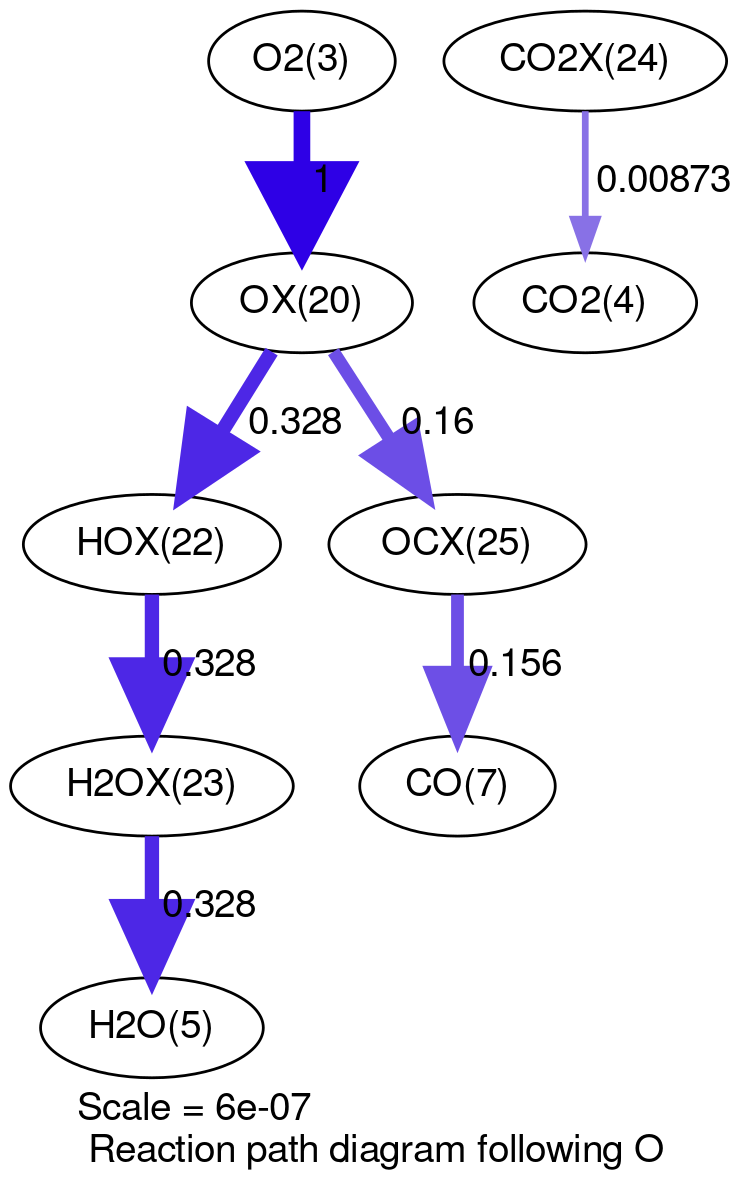 O2(3)
CO2X(24)
1
0.00873
OX(20)
CO2(4)
0.328
0.16
HOX(22)
OCX(25)
0.328
0.156
H2OX(23)
CO(7)
0.328
H2O(5)
Scale = 6e-07
Reaction path diagram following O